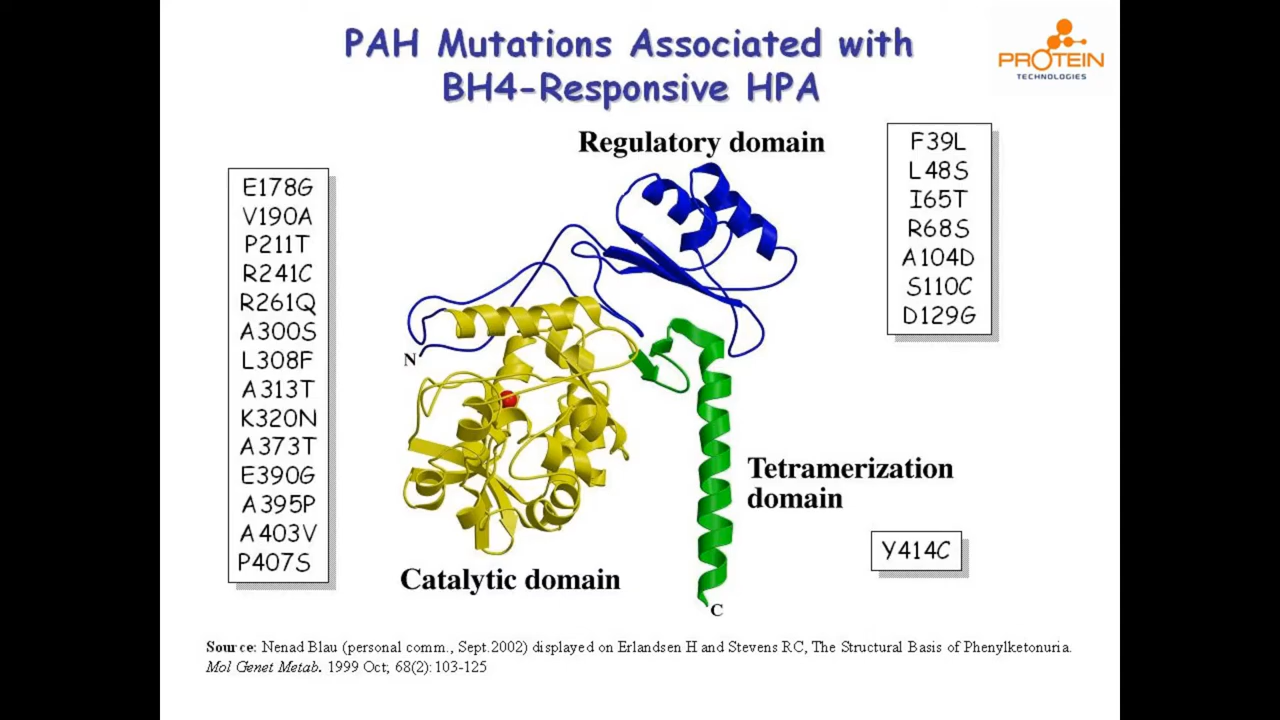 PAH Mutations Associated with
BH4-Responsive HPA
PROTEIN
TECHNOLOGIES
Regulatory domain
F39L
L48S
I65T
R68S
A104D
S110C
D129G
E178G
V190A
P211T
R241C
R261Q
A300S
L308F
A313T
K320N
A373T
E390G
A395P
A403V
P407S
N
Tetramerization
domain
Y414C
Catalytic domain
C
Source: Nenad Blau (personal comm., Sept.2002) displayed on Erlandsen H and Stevens RC, The Structural Basis of Phenylketonuria.
Mol Genet Metab. 1999 Oct; 68(2): 103-125